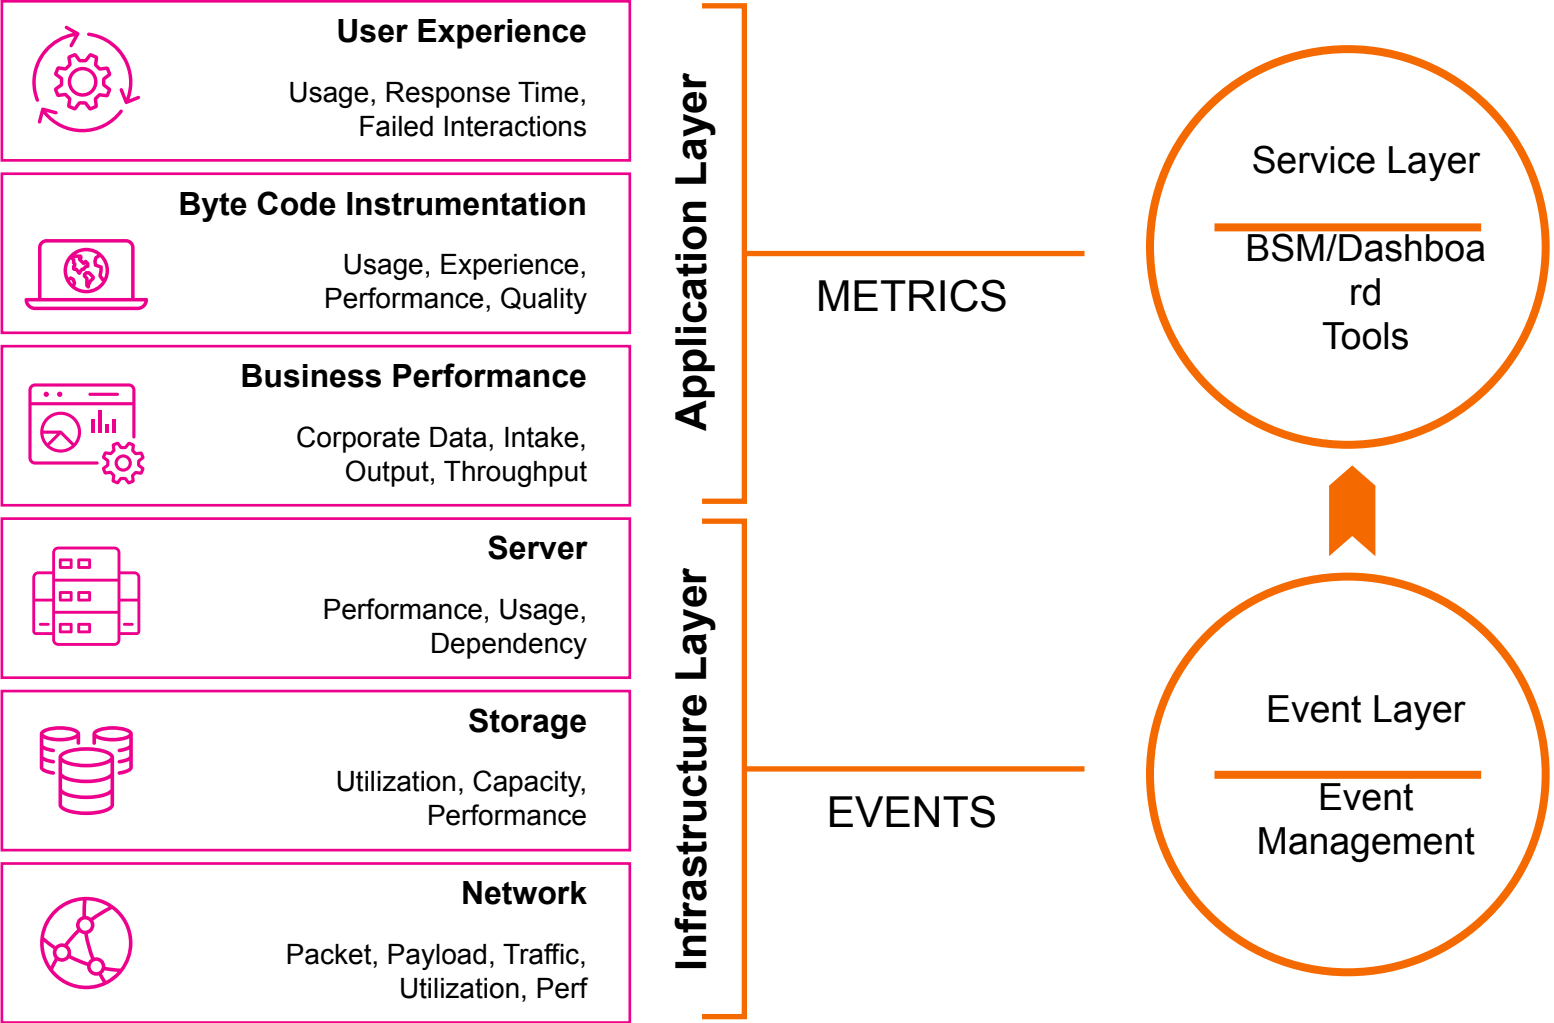 User Experience
Usage, Response Time,
Failed Interactions
Byte Code Instrumentation
Usage, Experience,
Performance, Quality
Business Performance
Corporate Data, Intake,
Output, Throughput
Server
Performance, Usage,
Dependency
Storage
Utilization, Capacity,
Performance
Network
Packet, Payload, Traffic,
Utilization, Perf
Application Layer
Infrastructure Layer
METRICS
EVENTS
Service Layer
BSM/Dashboa
rd
Tools
Event Layer
Event
Management